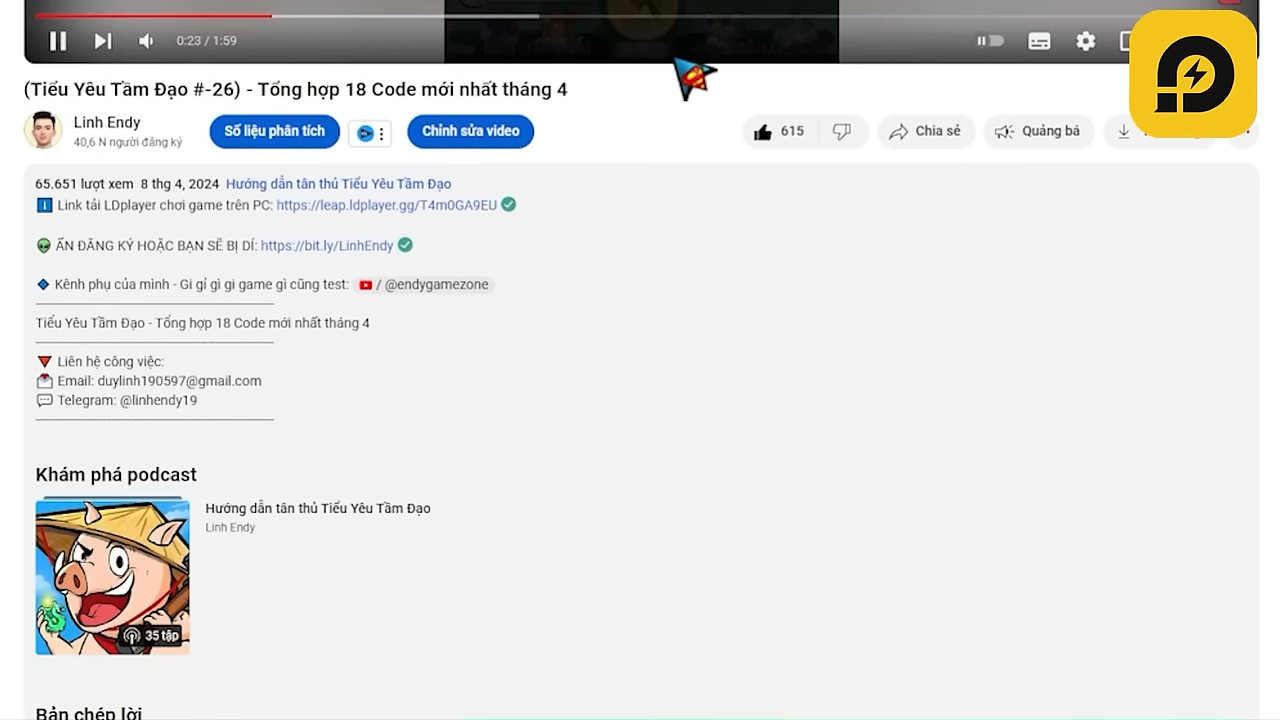 0:23 / 1:59
(Tiểu Yêu Tầm Đạo #-26) - Tổng hợp 18 Code mới nhất tháng 4
Linh Endy
40,6 N người đăng ký
Số liệu phân tích
Chỉnh sửa video
615
Chia sẻ
Quảng bá
65.651 lượt xem 8 thg 4, 2024 Hướng dẫn tân thủ Tiểu Yêu Tầm Đạo
Link tải LDplayer chơi game trên PC: https://leap.ldplayer.gg/T4m0GA9EU
ẤN ĐĂNG KÝ HOẶC BẠN SẼ BỊ DÍ: https://bit.ly/LinhEndy
Kênh phụ của mình - Gi gỉ gì gi game gì cũng test: / @endygamezone
Tiểu Yêu Tầm Đạo - Tổng hợp 18 Code mới nhất tháng 4
Liên hệ công việc:
Email: duylinh190597@gmail.com
Telegram: @linhendy19
Khám phá podcast
Hướng dẫn tân thủ Tiểu Yêu Tầm Đạo
Linh Endy
35 tập
Bản chép lời